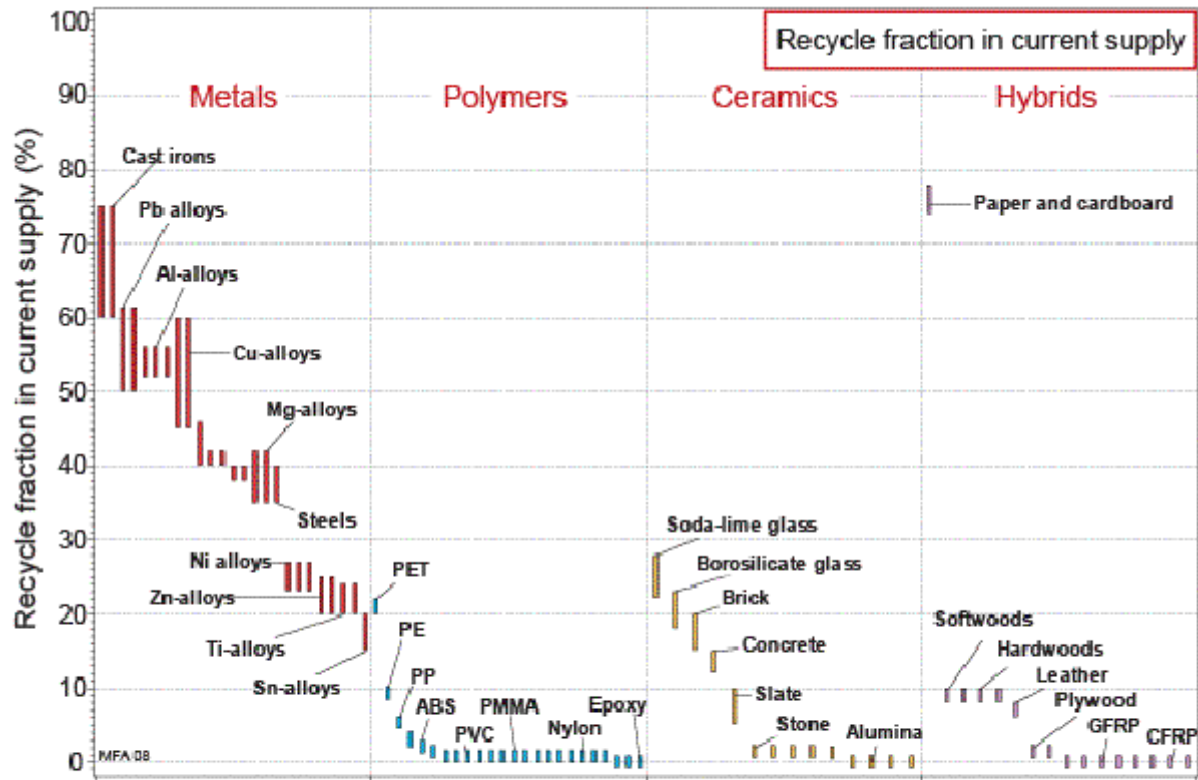 Recycle fraction in current supply
Metals
Polymers
Ceramics
Hybrids
Recycle fraction in current supply (%)
100
90
80
70
60
50
40
30
20
10
0
Cast irons
Pb alloys
Al-alloys
Cu-alloys
Mg-alloys
Steels
Ni alloys
Zn-alloys
Ti-alloys
Sn-alloys
PET
PE
PP
ABS
PVC
PMMA
Nylon
Epoxy
Soda-lime glass
Borosilicate glass
Brick
Concrete
Slate
Stone
Alumina
Paper and cardboard
Softwoods
Hardwoods
Leather
Plywood
GFRP
CFRP
MFA/08